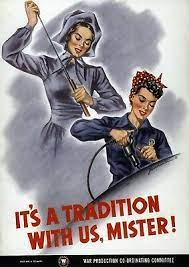 IT'S A TRADITION
WITH US, MISTER!
WAR PRODUCTION CO-ORDINATING COMMITTEE